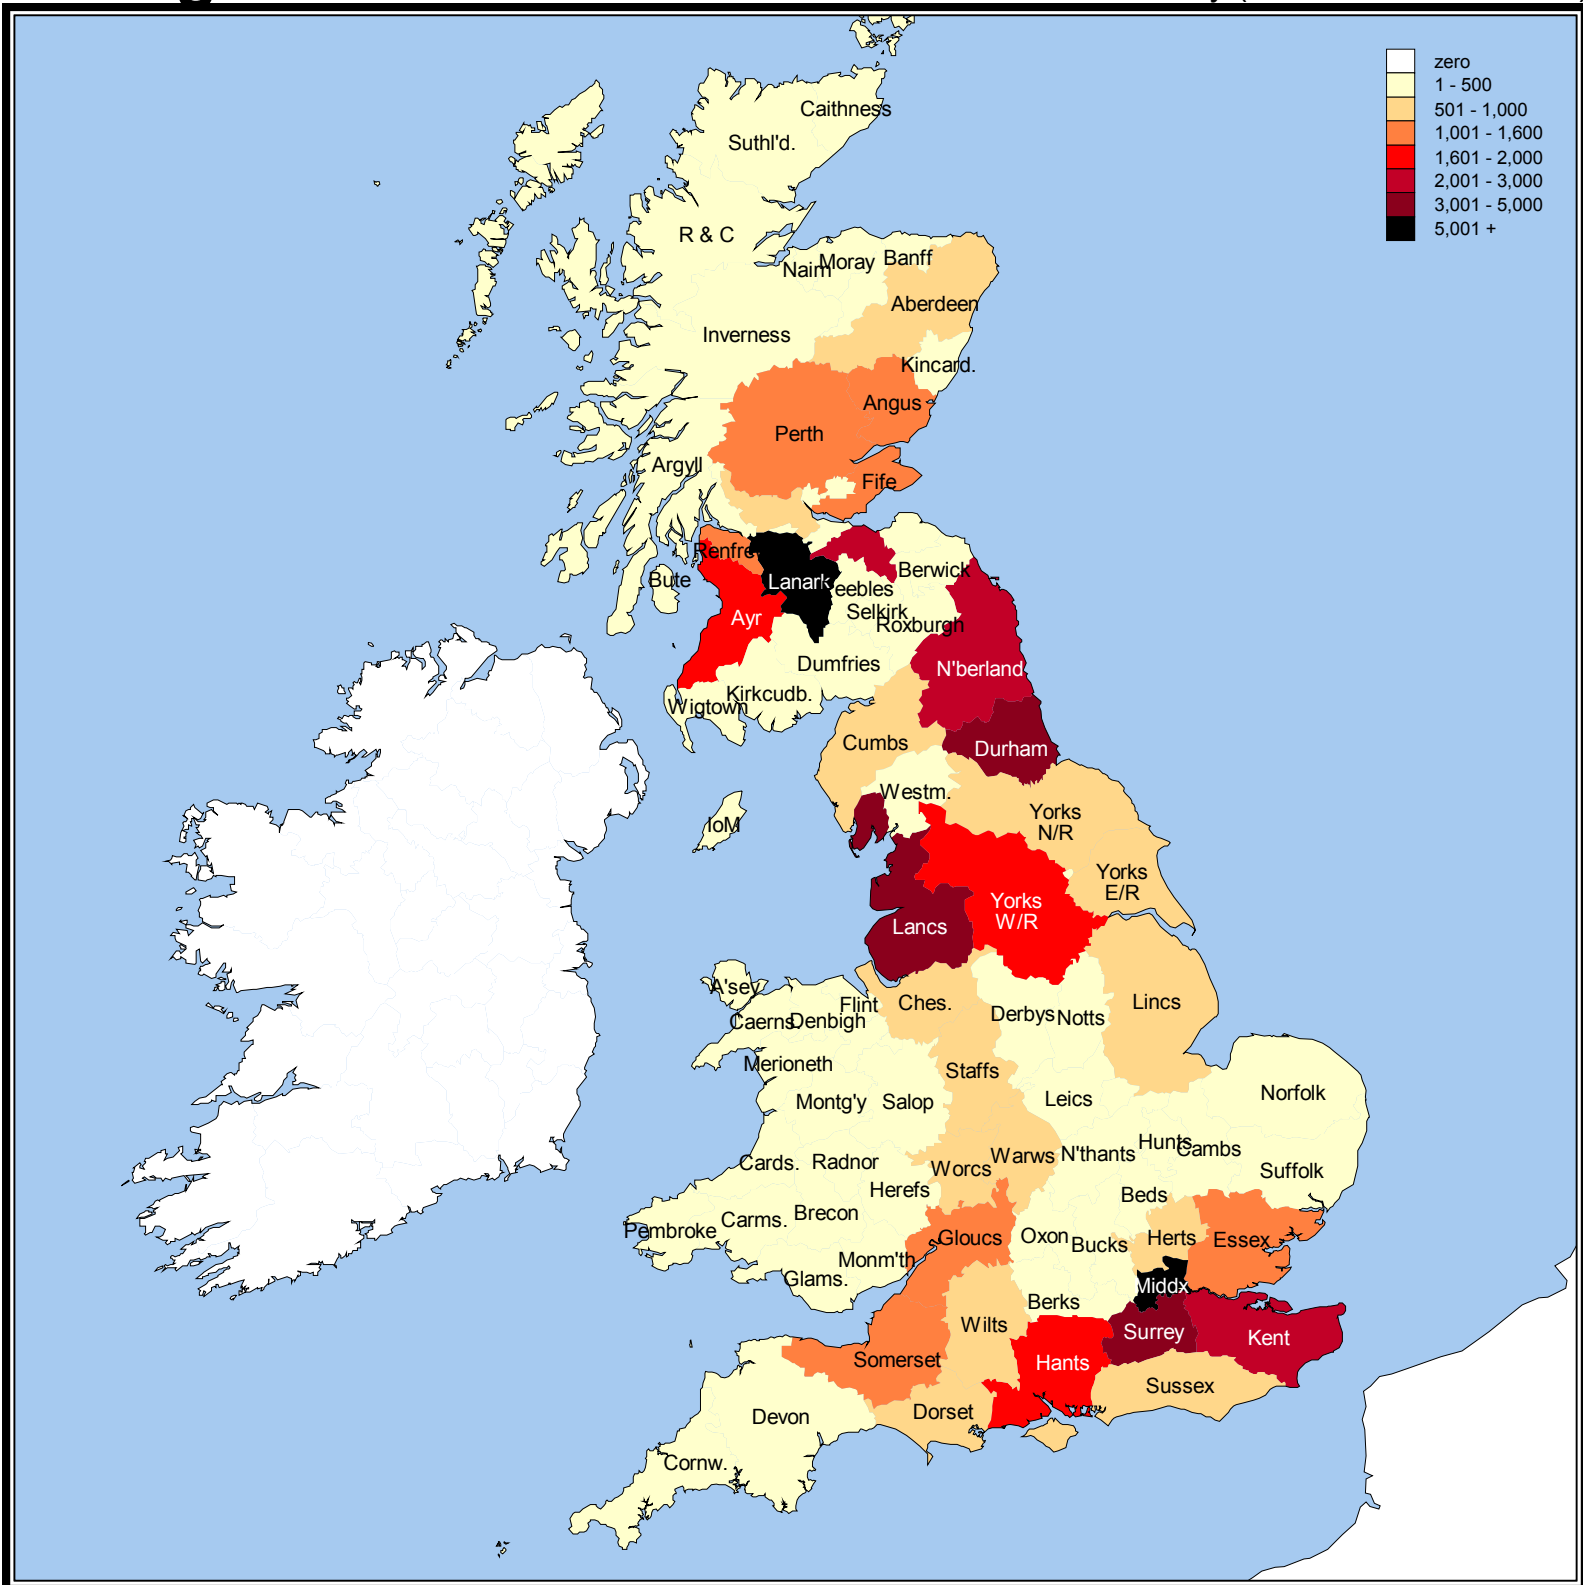 zero
1 - 500
501 - 1,000
1,001 - 1,600
1,601 - 2,000
2,001 - 3,000
3,001 - 5,000
5,001 +
Caithness
Suthl'd.
R & C
Nairn
Moray
Banff
Aberdeen
Inverness
Kincard.
Angus
Perth
Argyll
Fife
Renfre
Lanark
eebles
Berwick
Bute
Selkirk
Ayr
Roxburgh
Dumfries
N'berland
Kirkcudb.
Wigtown
Cumbs
Durham
Westm.
IoM
Yorks
N/R
Yorks
E/R
Yorks
W/R
Lancs
A'sey
Flint
Ches.
Lincs
Caerns.
Denbigh
Derbys
Notts
Merioneth
Staffs
Norfolk
Montg'y
Salop
Leics
Hunts
Cambs
Cards.
Radnor
Worcs
Warws
N'thants
Suffolk
Herefs
Beds
Pembroke
Carms.
Brecon
Gloucs
Oxon
Bucks
Herts
Essex
Monm'th
Glams.
Middx
Berks
Wilts
Surrey
Kent
Somerset
Hants
Sussex
Devon
Dorset
Cornw.